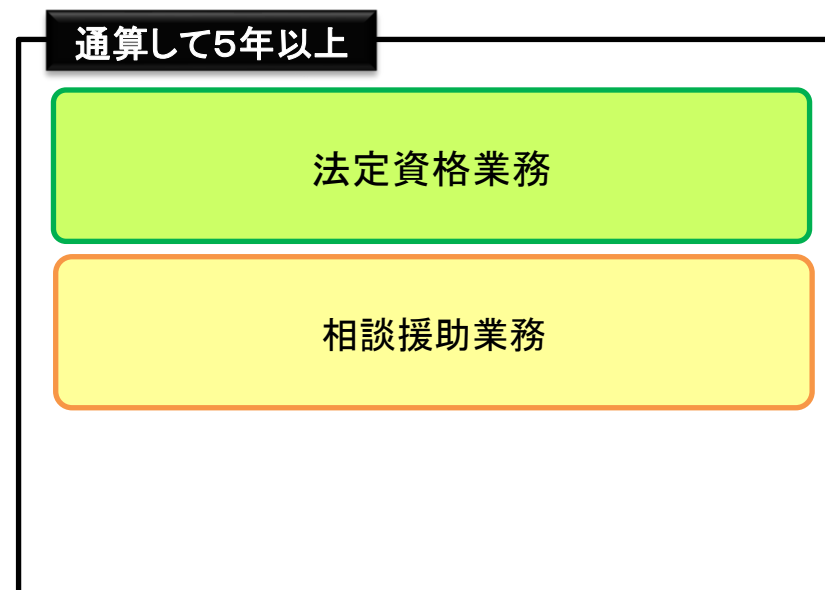 通算して５年以上
法定資格業務
相談援助業務